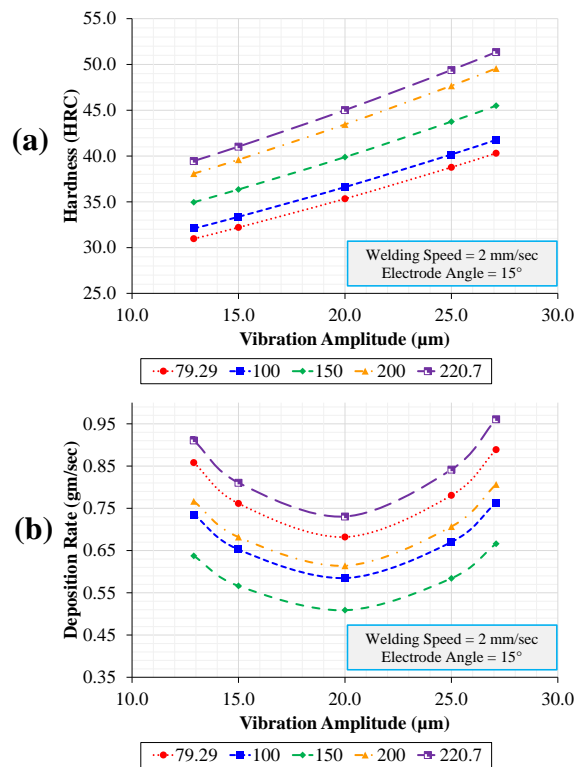 (a)
Hardness (HRC)
55.0
50.0
45.0
40.0
35.0
30.0
25.0
Welding Speed = 2 mm/sec
Electrode Angle = 15°
10.0 15.0 20.0 25.0 30.0
Vibration Amplitude (µm)
79.29 100 150 200 220.7
(b)
Deposition Rate (gm/sec)
0.95
0.85
0.75
0.65
0.55
0.45
0.35
Welding Speed = 2 mm/sec
Electrode Angle = 15°
10.0 15.0 20.0 25.0 30.0
Vibration Amplitude (µm)
79.29 100 150 200 220.7